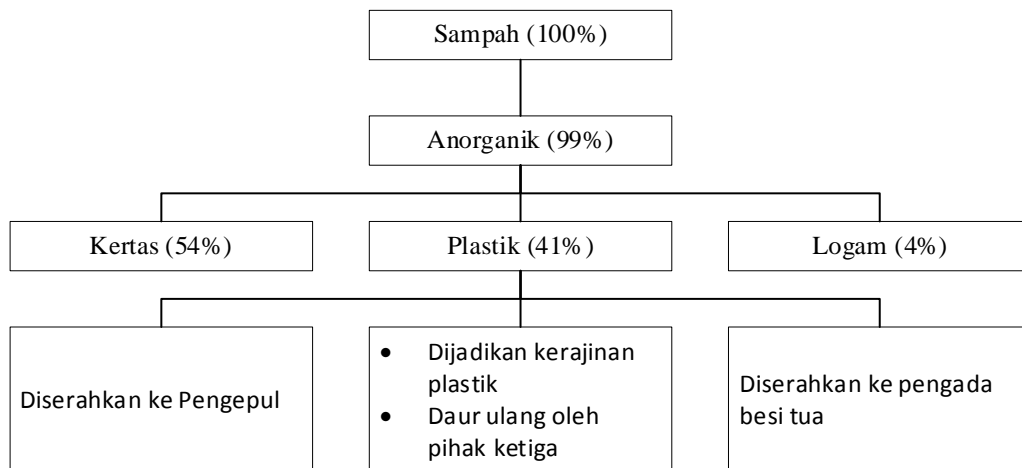 Sampah (100%)
Anorganik (99%)
Kertas (54%)
Plastik (41%)
Logam (4%)
Diserahkan ke Pengepul
• Dijadikan kerajinan
plastik
• Daur ulang oleh
pihak ketiga
Diserahkan ke pengada
besi tua